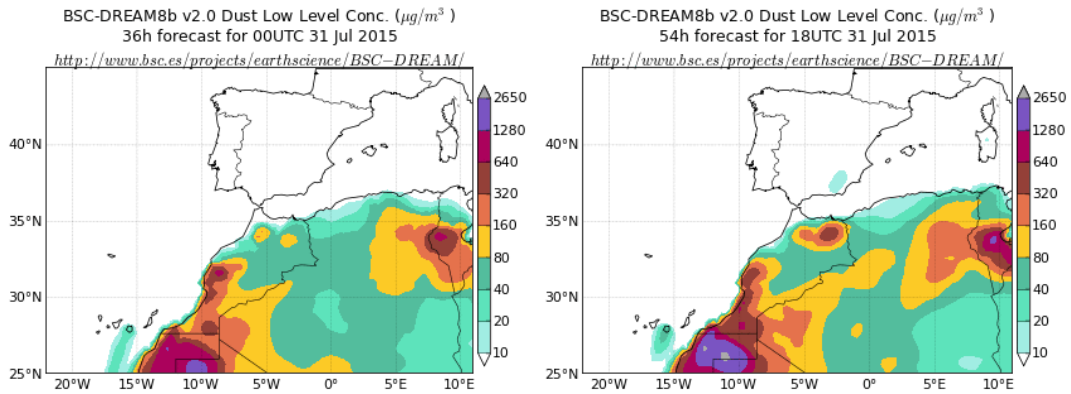 BSC-DREAM8b v2.0 Dust Low Level Conc. (μg/m³ )
36h forecast for 00UTC 31 Jul 2015
http://www.bsc.es/projects/earthscience/BSC−DREAM/
40°N
35°N
30°N
25°N
20°W 15°W 10°W 5°W 0° 5°E 10°E
2650
1280
640
320
160
80
40
20
10
BSC-DREAM8b v2.0 Dust Low Level Conc. (μg/m³ )
54h forecast for 18UTC 31 Jul 2015
http://www.bsc.es/projects/earthscience/BSC−DREAM/
40°N
35°N
30°N
25°N
20°W 15°W 10°W 5°W 0° 5°E 10°E
2650
1280
640
320
160
80
40
20
10